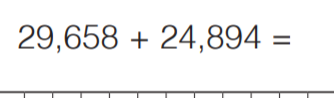 29,658 + 24,894 =